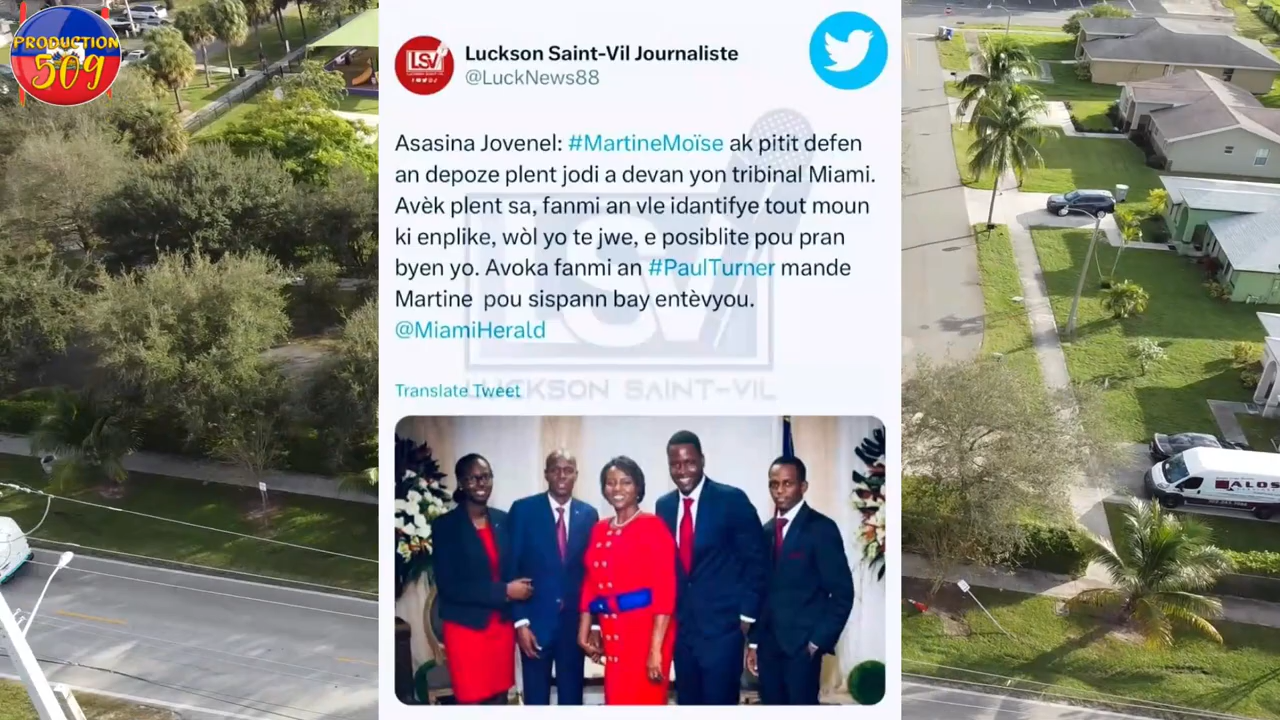 PRODUCTION
509
Luckson Saint-Vil Journaliste
@LuckNews88
LSV
Asasina Jovenel: #MartineMoïse ak pitit defen
an depoze plent jodi a devan yon tribinal Miami.
Avèk plent sa, fanmi an vle idantifye tout moun
ki enplike, wòl yo te jwe, e posiblite pou pran
byen yo. Avoka fanmi an #PaulTurner mande
Martine pou sispann bay entèvyou.
@MiamiHerald
LSV
LUCKSON SAINT-VIL
Translate Tweet
ALOS